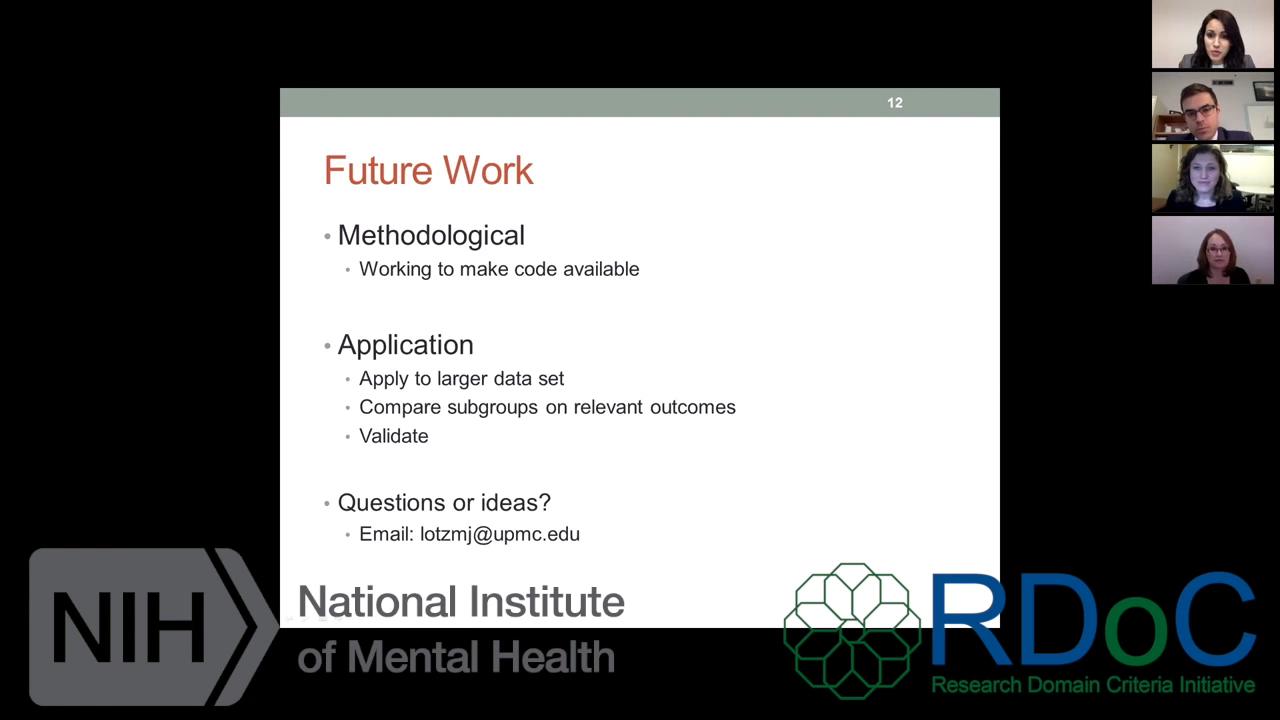 12
Future Work
• Methodological
• Working to make code available
• Application
• Apply to larger data set
• Compare subgroups on relevant outcomes
• Validate
• Questions or ideas?
• Email: lotzmj@upmc.edu
NIH
National Institute
of Mental Health
RDoC
Research Domain Criteria Initiative